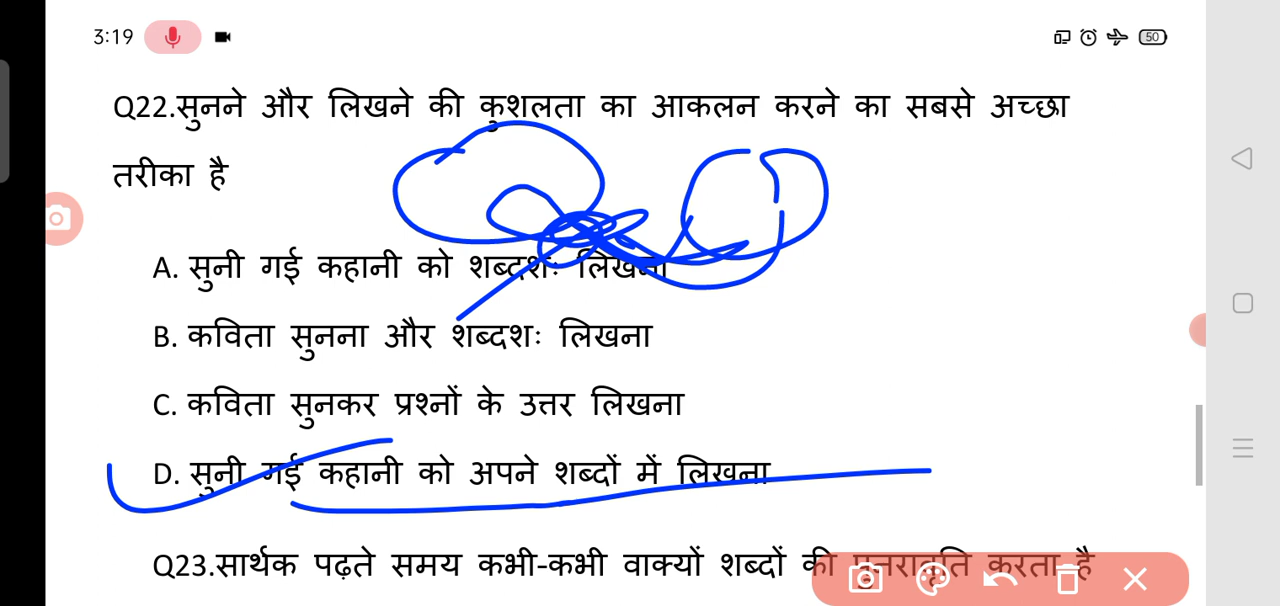 3:19
50
Q22.सुनने और लिखने की कुशलता का आकलन करने का सबसे अच्छा
तरीका है
A. सुनी गई कहानी को शब्दशः लिखना
B. कविता सुनना और शब्दशः लिखना
C. कविता सुनकर प्रश्नों के उत्तर लिखना
D. सुनी गई कहानी को अपने शब्दों में लिखना
Q23.सार्थक पढ़ते समय कभी-कभी वाक्यों शब्दों की पुनरावृति करता है